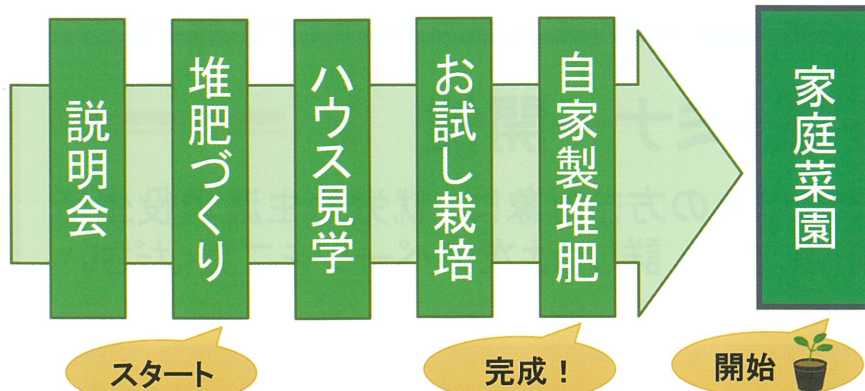 説明会
堆肥づくり
ハウス見学
お試し栽培
自家製堆肥
家庭菜園
スタート
完成！
開始